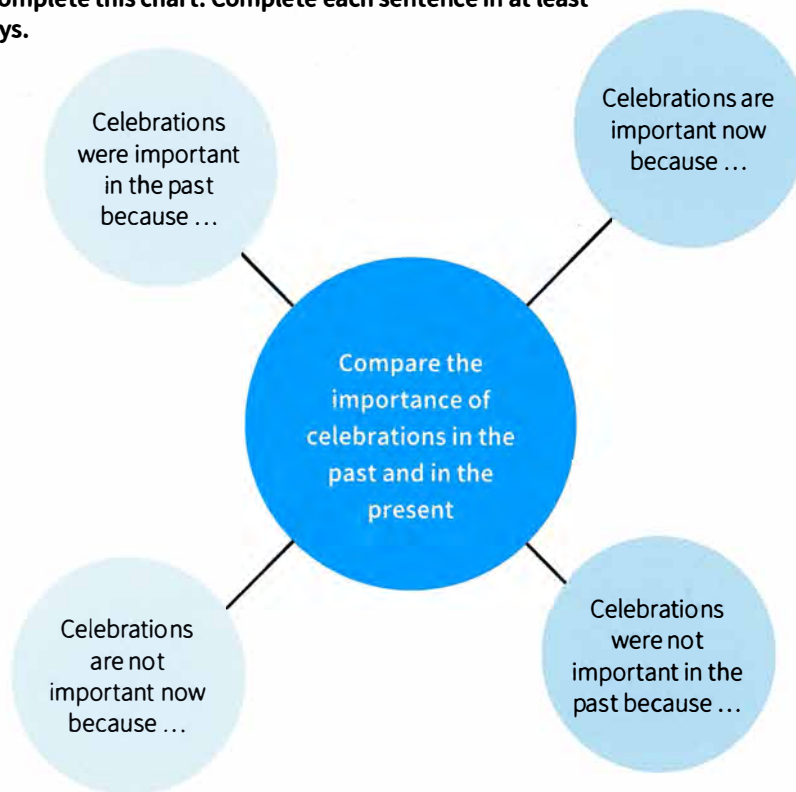 omplete this chart. Complete each sentence in at least
ys.
Celebrations
were important
in the past
because ...
Celebrations are
important now
because ...
Compare the
importance of
celebrations in the
past and in the
present
Celebrations
are not
important now
because ...
Celebrations
were not
important in the
past because ...